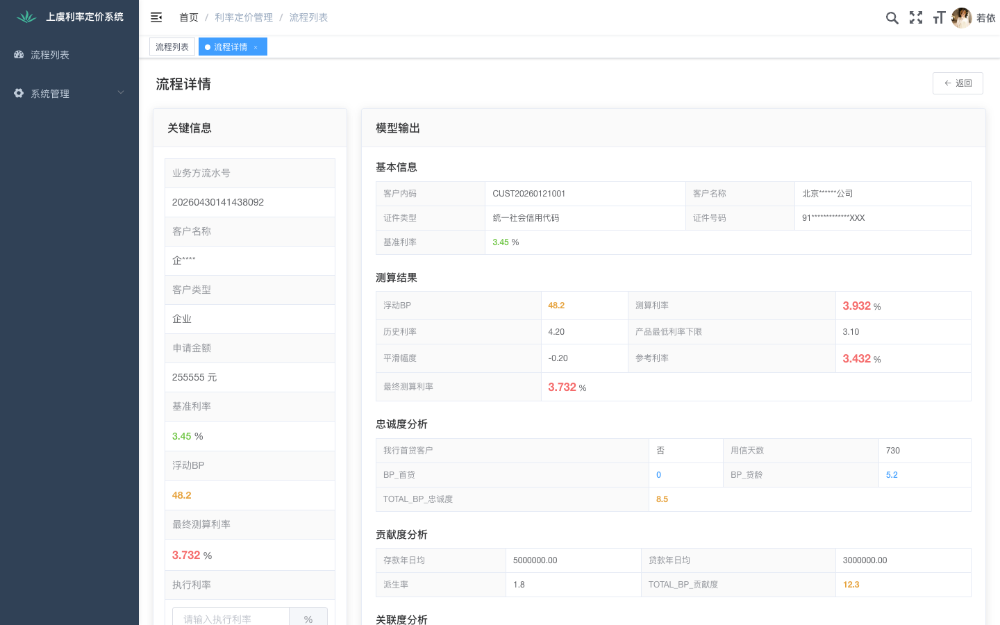 上虞利率定价系统
首页 / 利率定价管理 / 流程列表
若依
流程列表
系统管理
流程列表
流程详情 ×
流程详情
返回
关键信息
业务方流水号
20260430141438092
客户名称
企****
客户类型
企业
申请金额
255555 元
基准利率
3.45 %
浮动BP
48.2
最终测算利率
3.732 %
执行利率
请输入执行利率 %
模型输出
基本信息
客户内码 CUST20260121001 客户名称 北京******公司
证件类型 统一社会信用代码 证件号码 91*************XXX
基准利率 3.45 %
测算结果
浮动BP 48.2 测算利率 3.932 %
历史利率 4.20 产品最低利率下限 3.10
平滑幅度 -0.20 参考利率 3.432 %
最终测算利率 3.732 %
忠诚度分析
我行首贷客户 否 用信天数 730
BP_首贷 0 BP_贷龄 5.2
TOTAL_BP_忠诚度 8.5
贡献度分析
存款年日均 5000000.00 贷款年日均 3000000.00
派生率 1.8 TOTAL_BP_贡献度 12.3
关联度分析